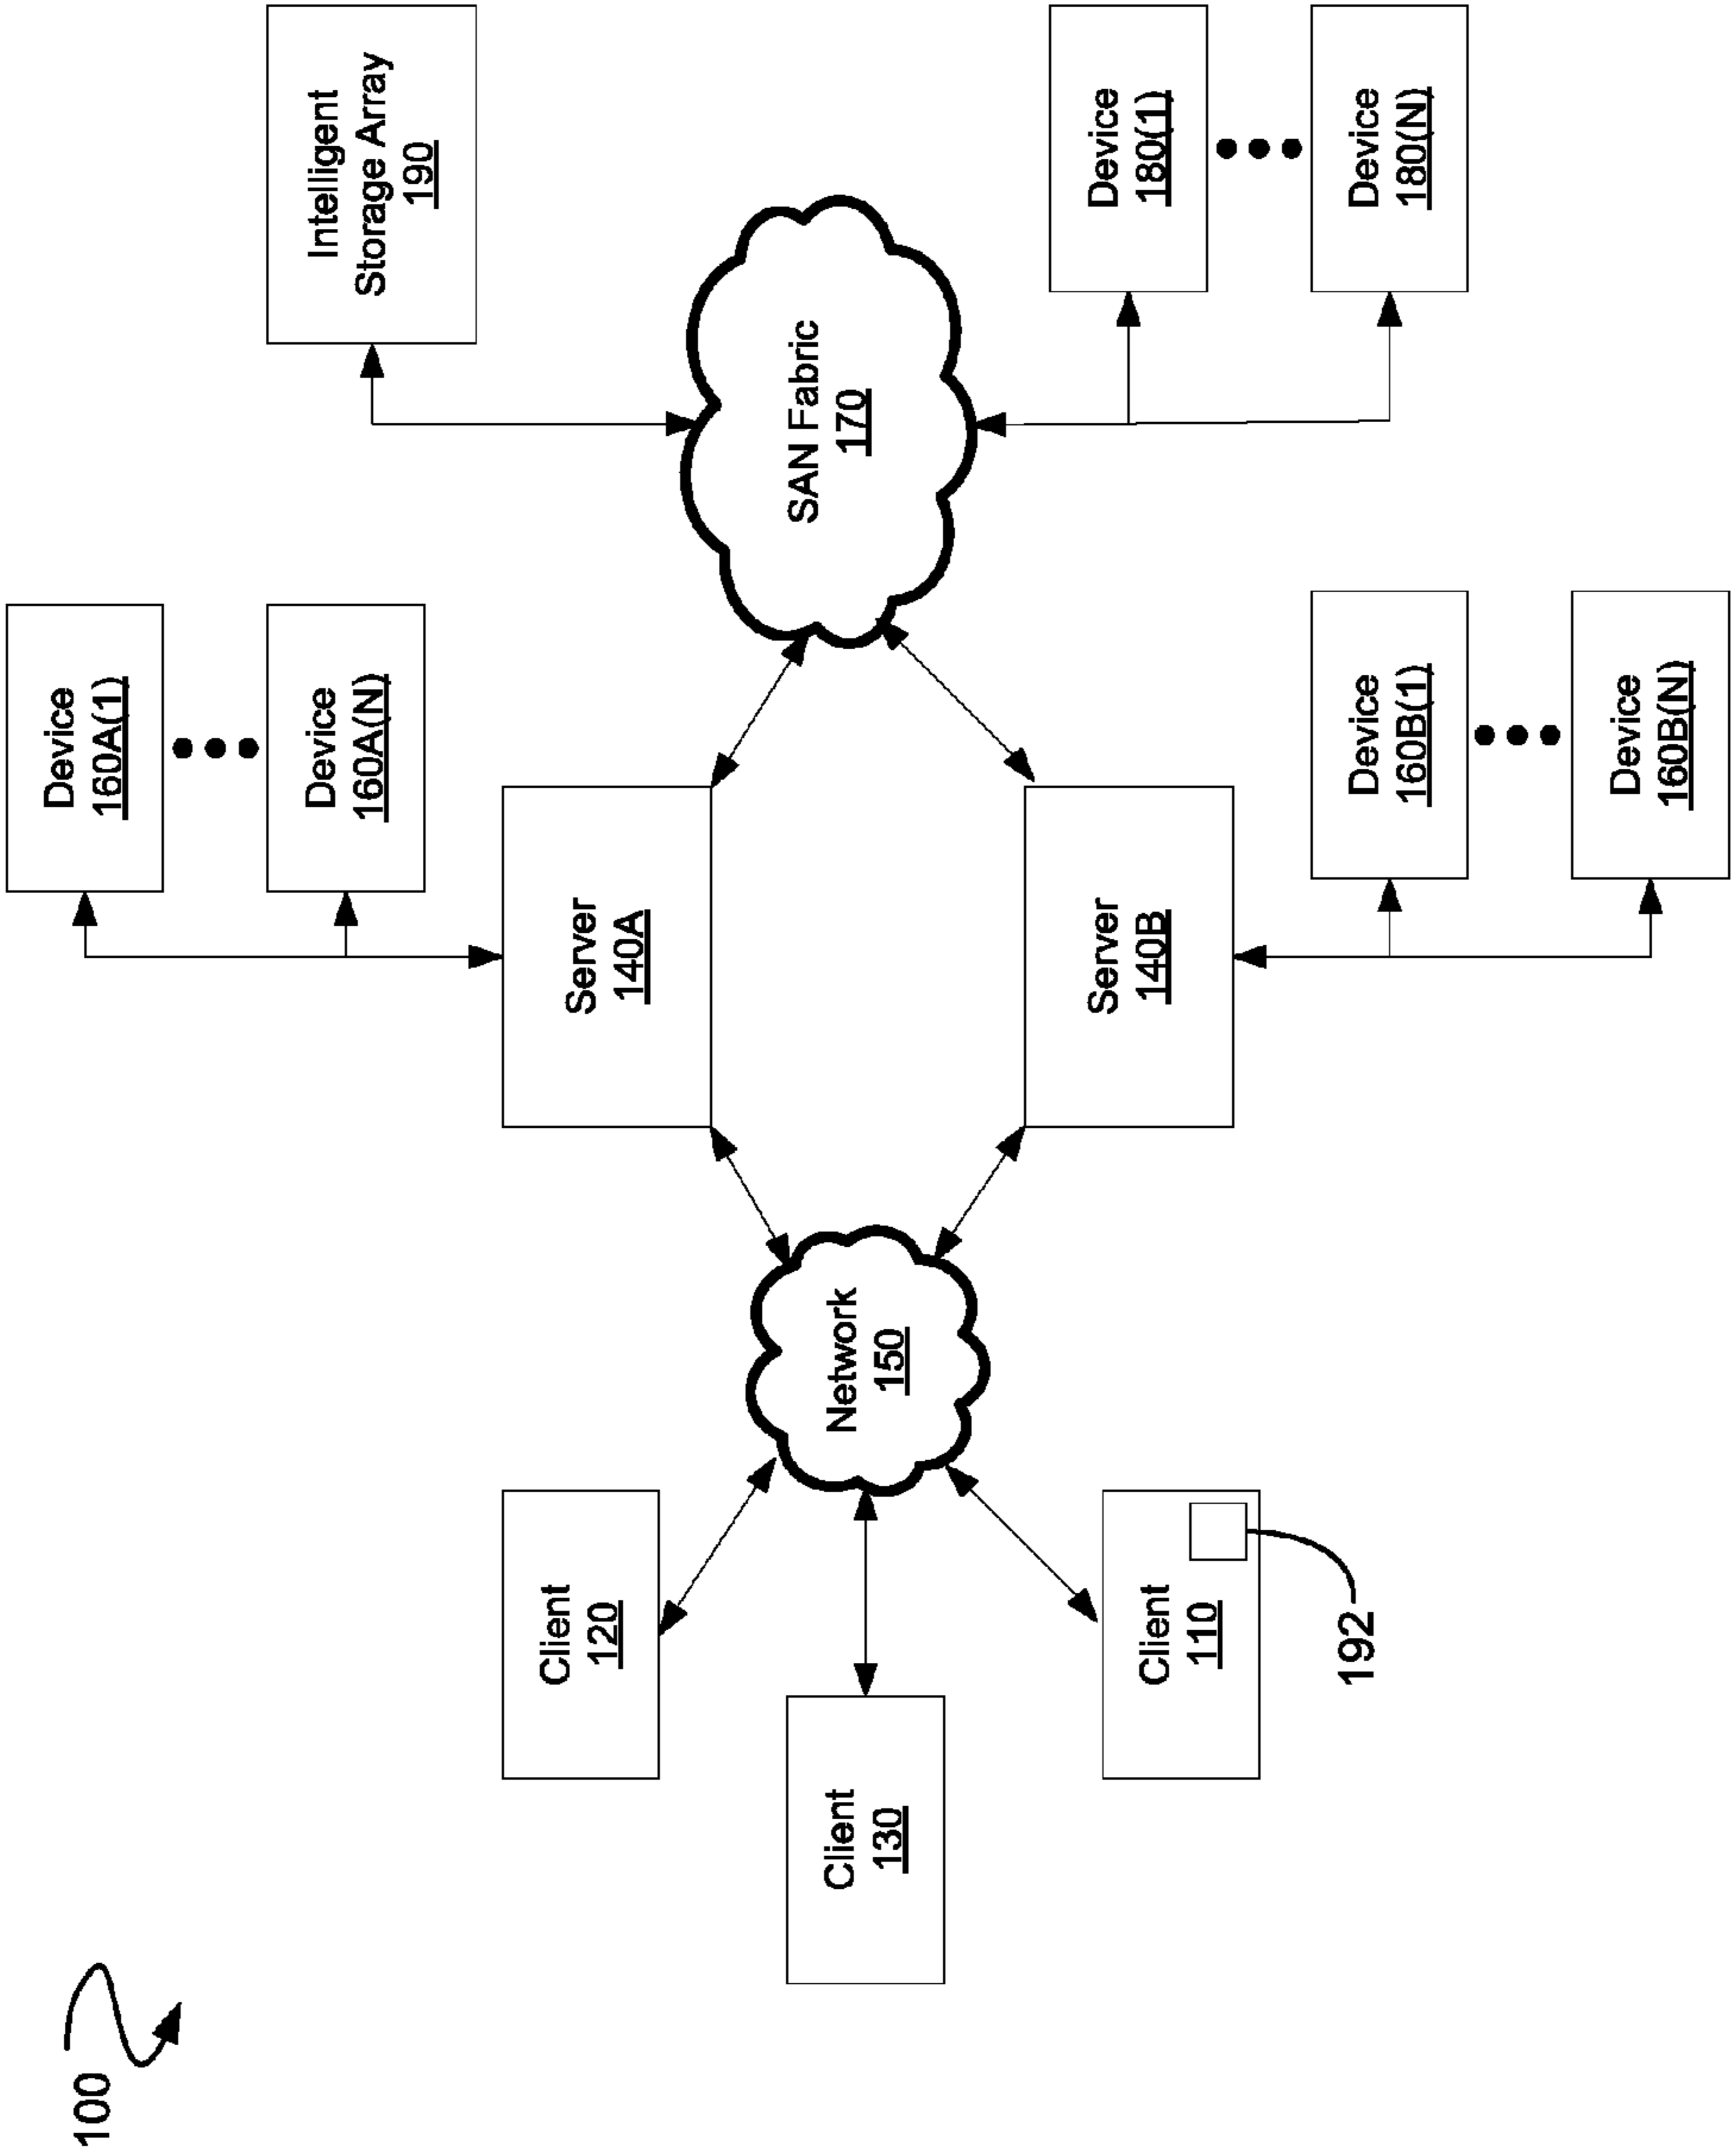 100
Device
160A(1)
Device
160A(N)
Intelligent
Storage Array
190
Client
120
Server
140A
Client
130
Network
150
SAN Fabric
170
Client
110
192
Server
140B
Device
180(1)
Device
180(N)
Device
160B(1)
Device
160B(N)